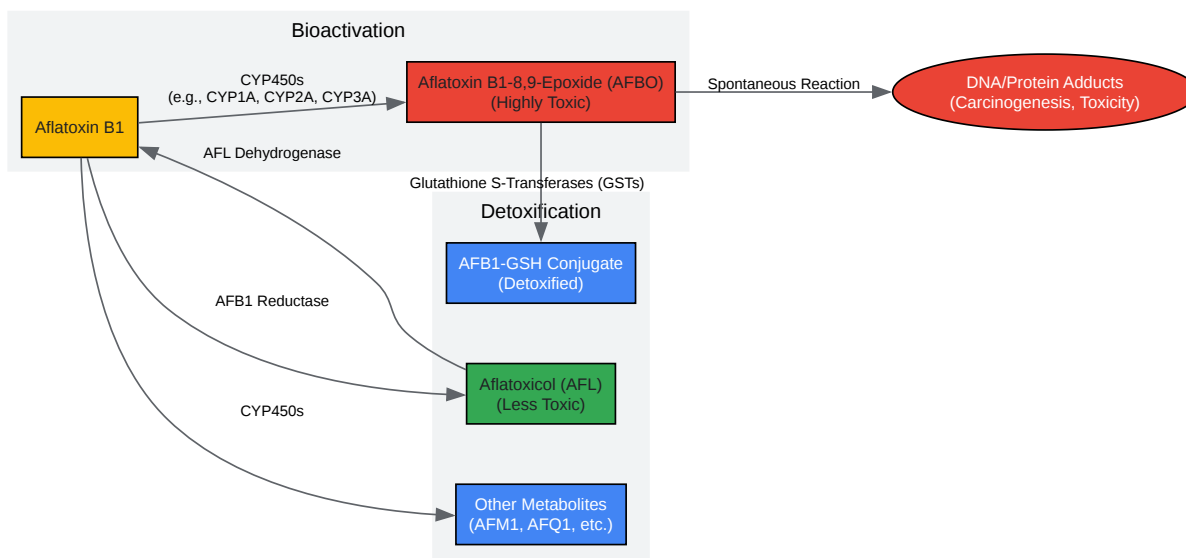 Bioactivation
CYP450s
(e.g., CYP1A, CYP2A, CYP3A)
Aflatoxin B1-8,9-Epoxide (AFBO)
(Highly Toxic)
Spontaneous Reaction
DNA/Protein Adducts
(Carcinogenesis, Toxicity)
Aflatoxin B1
AFL Dehydrogenase
Glutathione S-Transferases (GSTs)
Detoxification
AFB1-GSH Conjugate
(Detoxified)
AFB1 Reductase
Aflatoxicol (AFL)
(Less Toxic)
CYP450s
Other Metabolites
(AFM1, AFQ1, etc.)